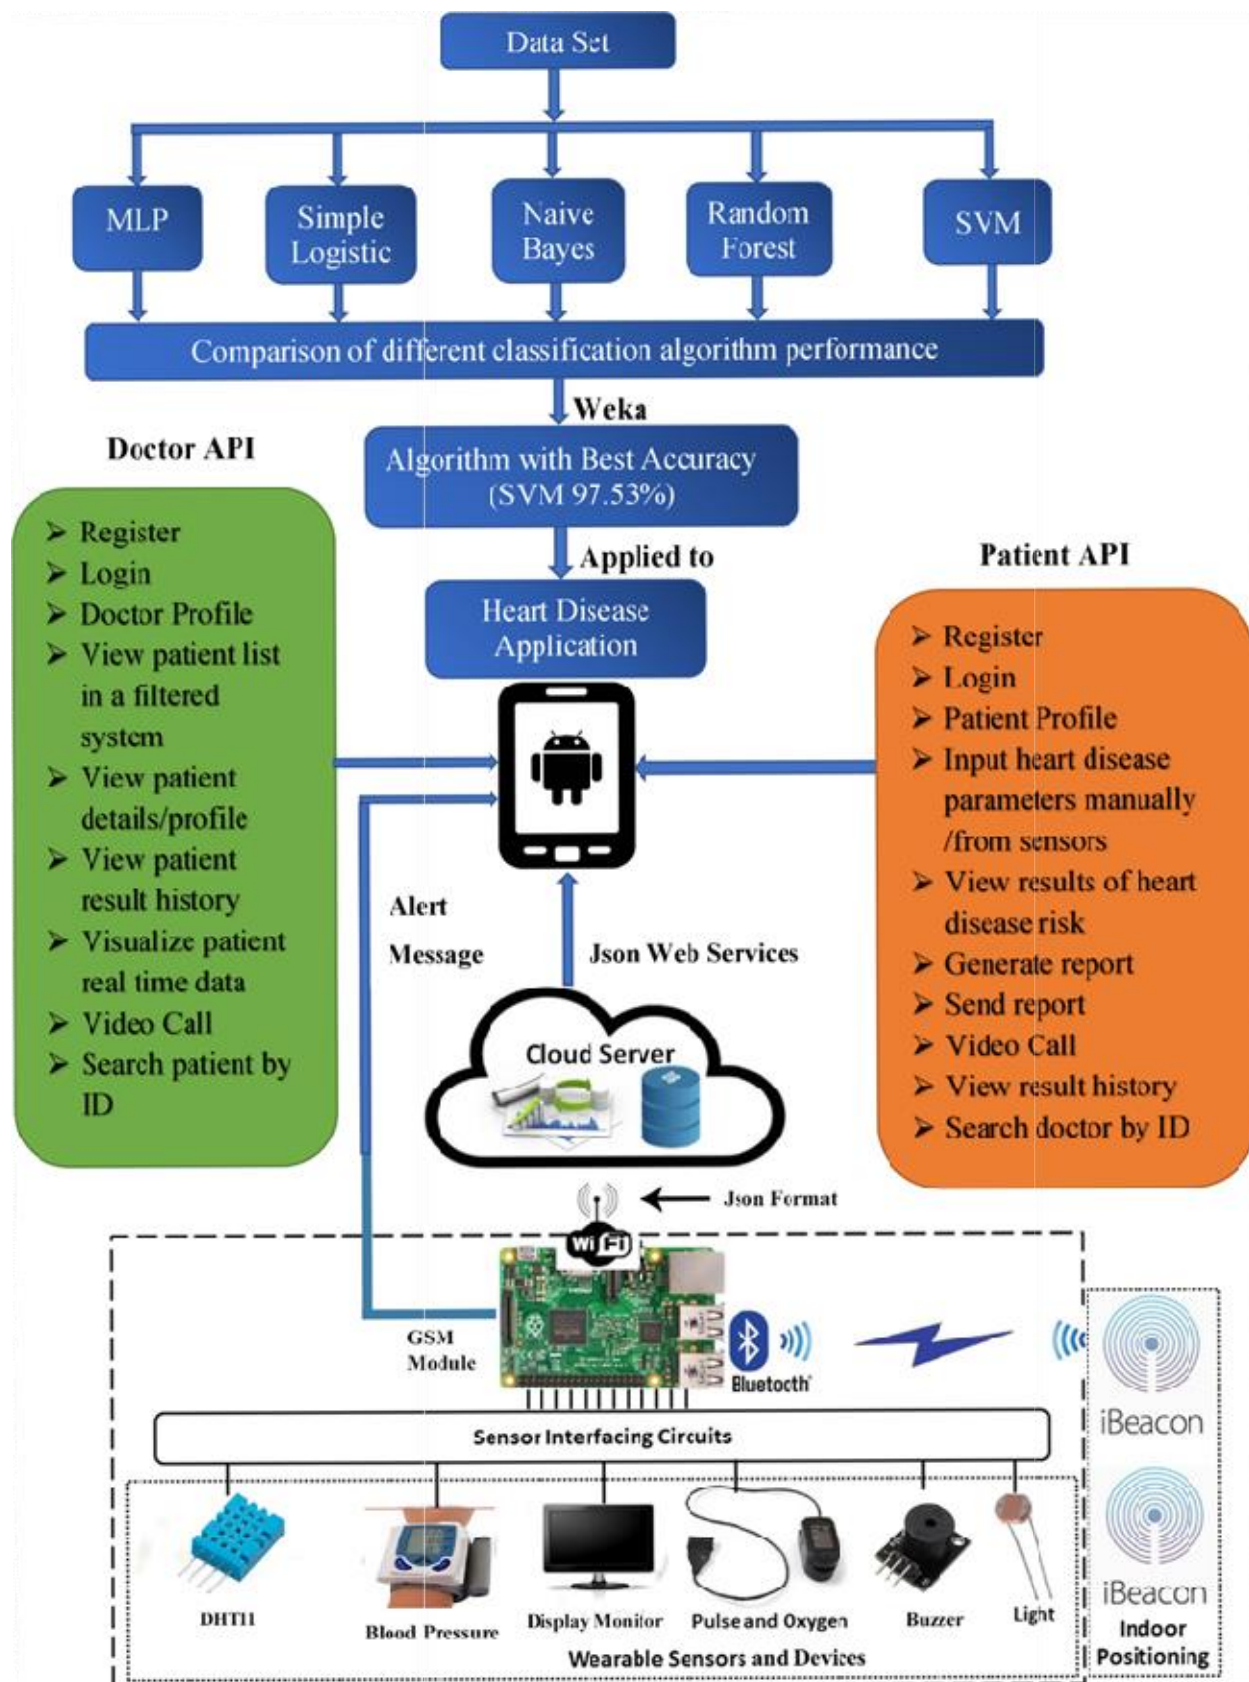 Data Set
MLP
Simple
Logistic
Naive
Bayes
Random
Forest
SVM
Comparison of different classification algorithm performance
Weka
Algorithm with Best Accuracy
(SVM 97.53%)
Applied to
Heart Disease
Application
Doctor API
➢ Register
➢ Login
➢ Doctor Profile
➢ View patient list
in a filtered
system
➢ View patient
details/profile
➢ View patient
result history
➢ Visualize patient
real time data
➢ Video Call
➢ Search patient by
ID
Patient API
➢ Register
➢ Login
➢ Patient Profile
➢ Input heart disease
parameters manually
/from sensors
➢ View results of heart
disease risk
➢ Generate report
➢ Send report
➢ Video Call
➢ View result history
➢ Search doctor by ID
Alert
Message
Json Web Services
Cloud Server
Json Format
Wi Fi
GSM
Module
Bluetooth
iBeacon
Sensor Interfacing Circuits
DHT11
Blood Pressure
Display Monitor
Pulse and Oxygen
Buzzer
Light
Wearable Sensors and Devices
iBeacon
Indoor
Positioning